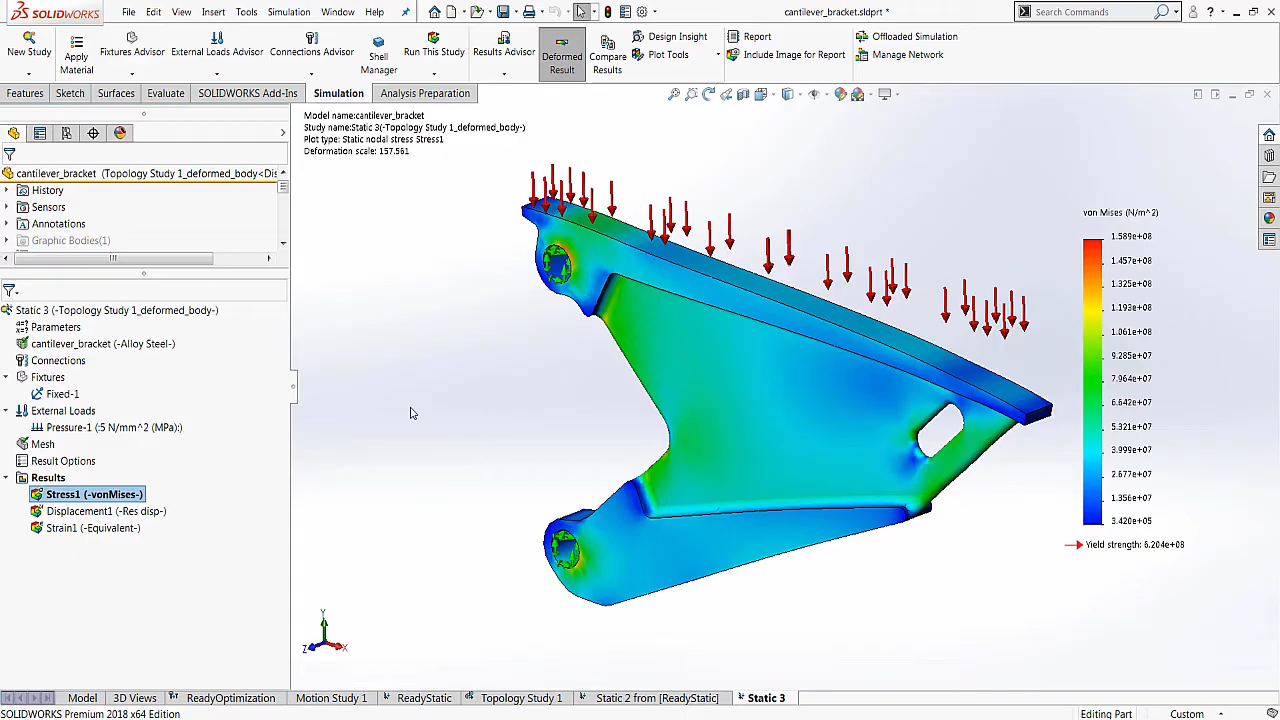 SOLIDWORKS File Edit View Insert Tools Simulation Window Help cantilever_bracket.sldprt * Search Commands ?
New Study
Apply Material
Fixtures Advisor
External Loads Advisor
Connections Advisor
Shell Manager
Run This Study
Results Advisor
Deformed Result
Compare Results
Design Insight
Plot Tools
Report
Include Image for Report
Offloaded Simulation
Manage Network
Features Sketch Surfaces Evaluate SOLIDWORKS Add-Ins Simulation Analysis Preparation
cantilever_bracket (Topology Study 1_deformed_body<Dis
History
Sensors
Annotations
Graphic Bodies(1)
Static 3 (-Topology Study 1_deformed_body-)
Parameters
cantilever_bracket (-Alloy Steel-)
Connections
Fixtures
Fixed-1
External Loads
Pressure-1 (:5 N/mm^2 (MPa):)
Mesh
Result Options
Results
Stress1 (-vonMises-)
Displacement1 (-Res disp-)
Strain1 (-Equivalent-)
Model name:cantilever_bracket
Study name:Static 3(-Topology Study 1_deformed_body-)
Plot type: Static nodal stress Stress1
Deformation scale: 157.561
von Mises (N/m^2)
1.589e+08
1.457e+08
1.325e+08
1.193e+08
1.061e+08
9.285e+07
7.964e+07
6.642e+07
5.321e+07
3.999e+07
2.677e+07
1.356e+07
3.420e+05
Yield strength: 6.204e+08
Y
Z X
Model 3D Views ReadyOptimization Motion Study 1 ReadyStatic Topology Study 1 Static 2 from [ReadyStatic] Static 3
SOLIDWORKS Premium 2018 x64 Edition Editing Part Custom